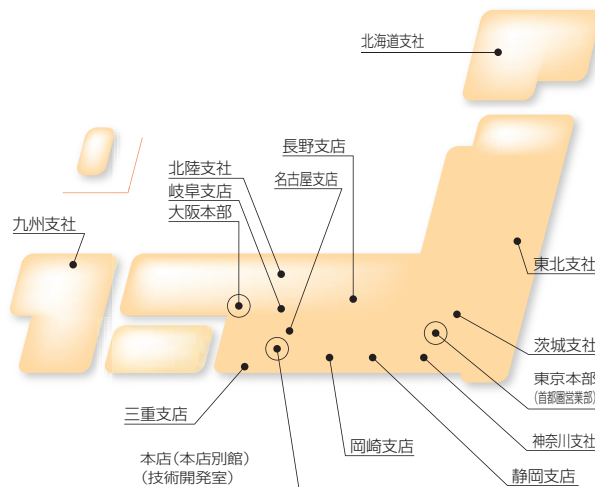 北海道支社
長野支店
北陸支社
名古屋支店
岐阜支店
大阪本部
九州支社
東北支社
茨城支社
東京本部
(首都圏営業部)
三重支店
岡崎支店
神奈川支社
本店(本店別館)
(技術開発室)
静岡支店